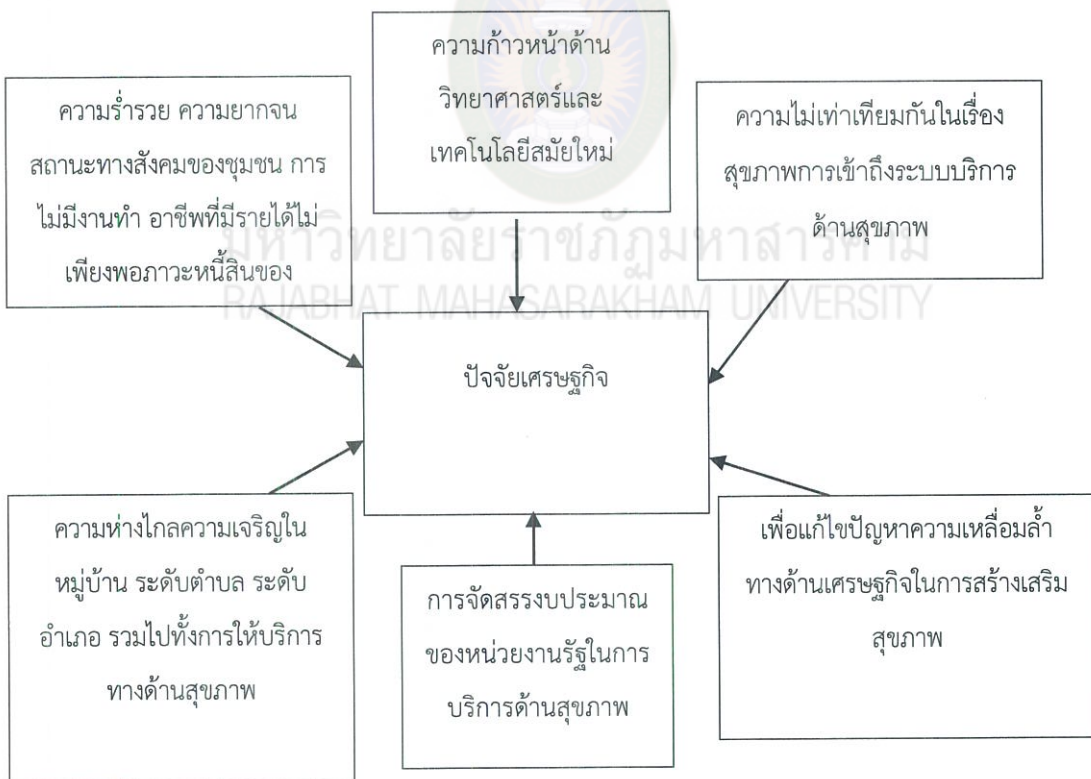 ความก้าวหน้าด้าน
วิทยาศาสตร์และ
เทคโนโลยีสมัยใหม่
ความร่ำรวย ความยากจน
สถานะทางสังคมของชุมชน การ
ไม่มีงานทำ อาชีพที่มีรายได้ไม่
เพียงพอภาวะหนี้สินของ
ความไม่เท่าเทียมกันในเรื่อง
สุขภาพการเข้าถึงระบบบริการ
ด้านสุขภาพ
มหาวิทยาลัยราชภัฏมหาสารคาม
RAJABHAT MAHASARAKHAM UNIVERSITY
ปัจจัยเศรษฐกิจ
ความห่างไกลความเจริญใน
หมู่บ้าน ระดับตำบล ระดับ
อำเภอ รวมไปทั้งการให้บริการ
ทางด้านสุขภาพ
การจัดสรรงบประมาณ
ของหน่วยงานรัฐในการ
บริการด้านสุขภาพ
เพื่อแก้ไขปัญหาความเหลื่อมล้ำ
ทางด้านเศรษฐกิจในการสร้างเสริม
สุขภาพ